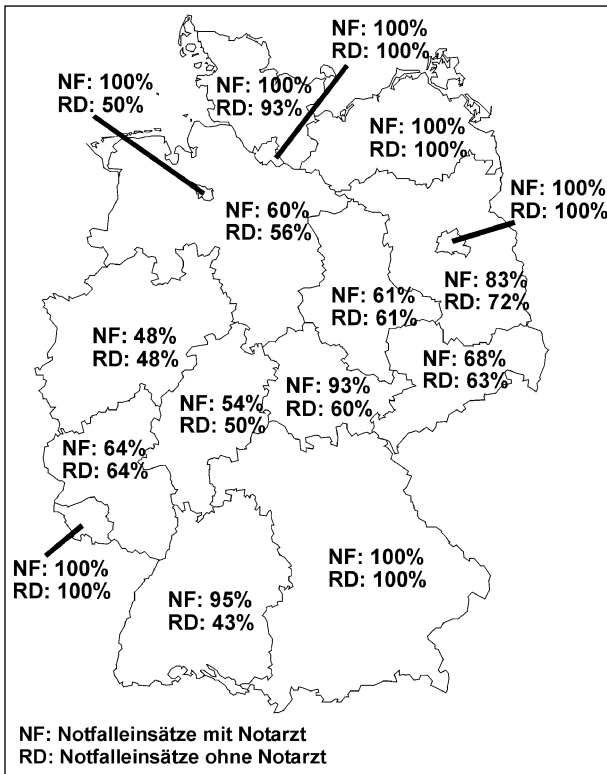 NF: 100%
RD: 100%
NF: 100%
RD: 50%
NF: 100%
RD: 93%
NF: 100%
RD: 100%
NF: 100%
RD: 100%
NF: 60%
RD: 56%
NF: 83%
RD: 72%
NF: 61%
RD: 61%
NF: 48%
RD: 48%
NF: 68%
RD: 63%
NF: 93%
RD: 60%
NF: 54%
RD: 50%
NF: 64%
RD: 64%
NF: 100%
RD: 100%
NF: 100%
RD: 100%
NF: 95%
RD: 43%
NF: Notfalleinsätze mit Notarzt
RD: Notfalleinsätze ohne Notarzt